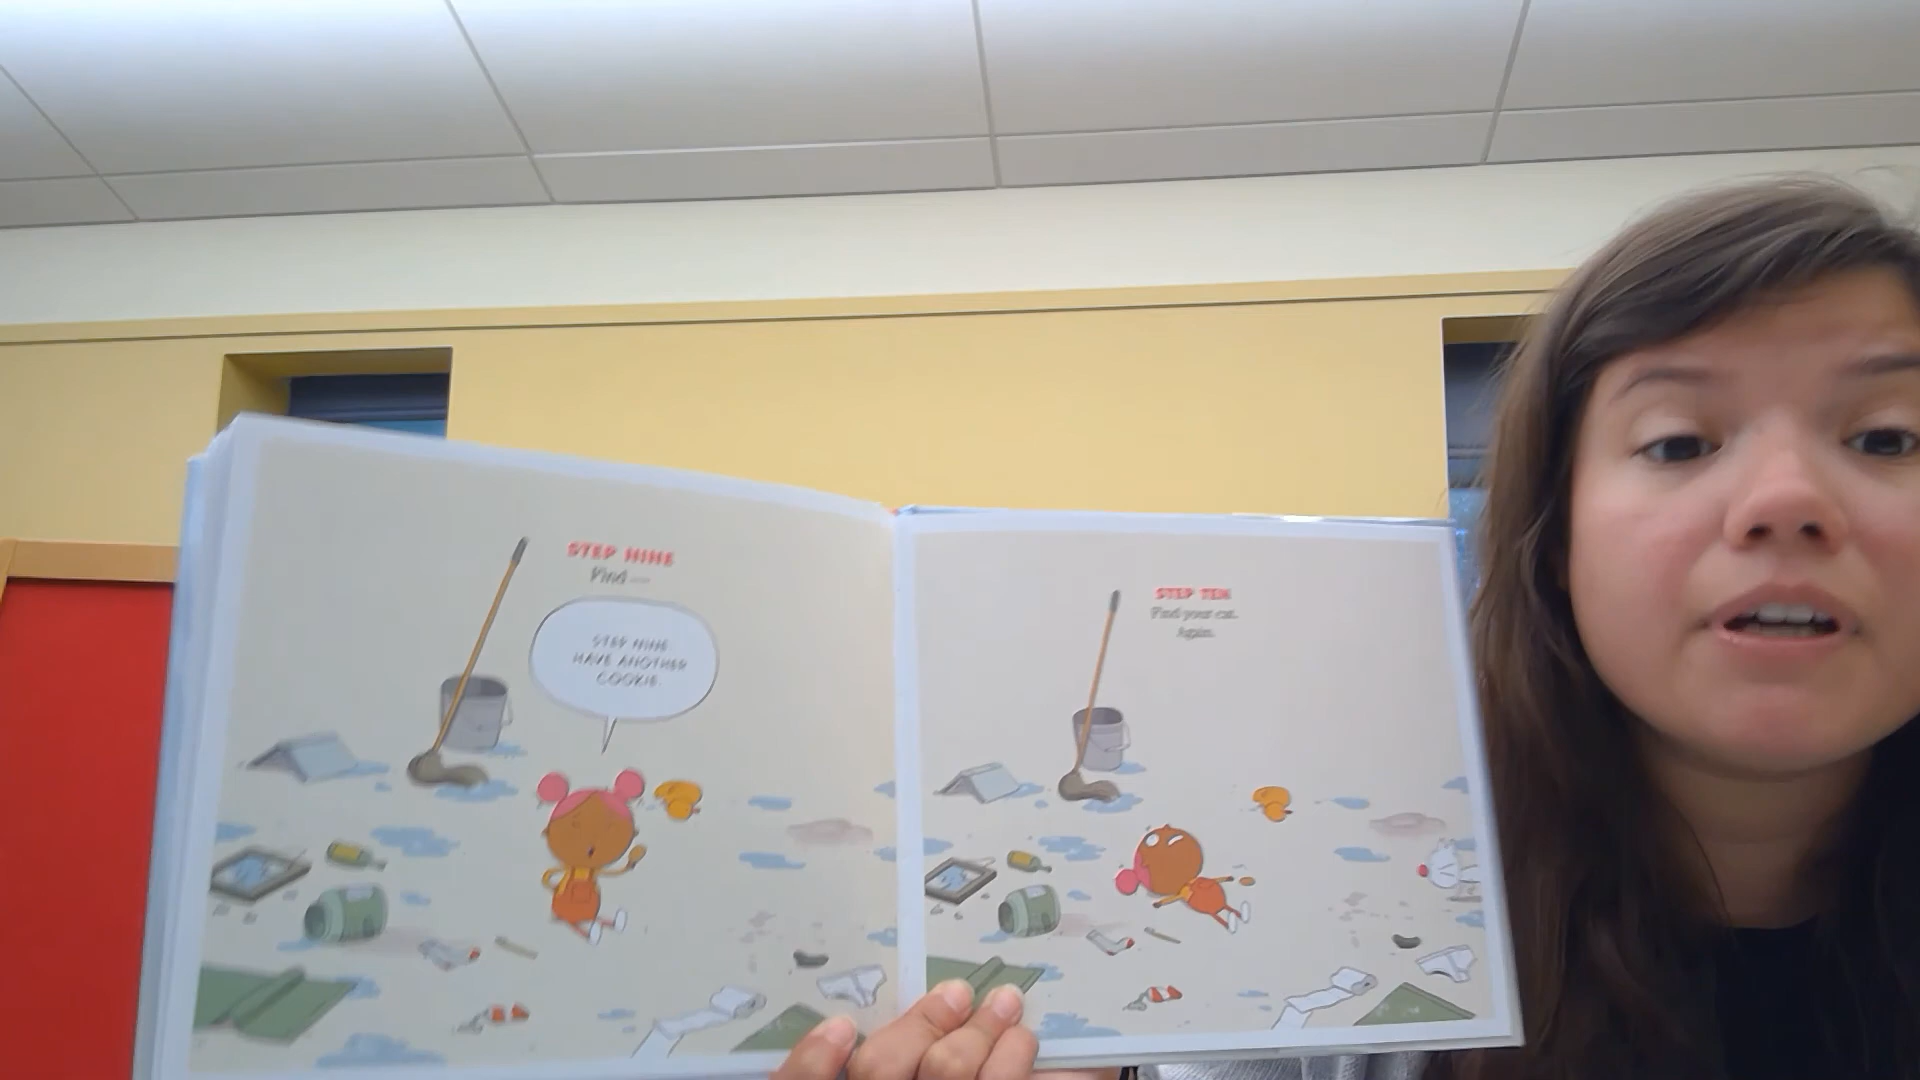 STEP NINE
Find —
STEP NINE
HAVE ANOTHER
COOKIE.
STEP TEN
Find your cat.
Again.